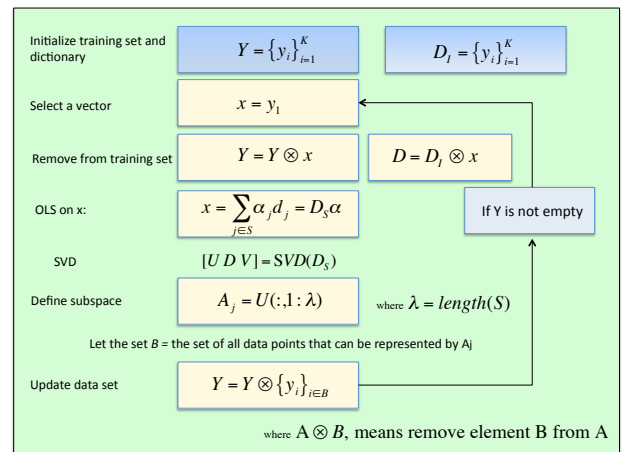 Initialize training set and dictionary
Y = {y_i}_{i=1}^{K}
D_I = {y_i}_{i=1}^{K}
Select a vector
x = y_1
Remove from training set
Y = Y ⊗ x
D = D_I ⊗ x
OLS on x:
x = ∑_{j∈S} α_j d_j = D_S α
If Y is not empty
SVD
[U D V] = SVD(D_S)
Define subspace
A_j = U(:,1:λ)
where λ = length(S)
Let the set B = the set of all data points that can be represented by Aj
Update data set
Y = Y ⊗ {y_i}_{i∈B}
where A ⊗ B, means remove element B from A